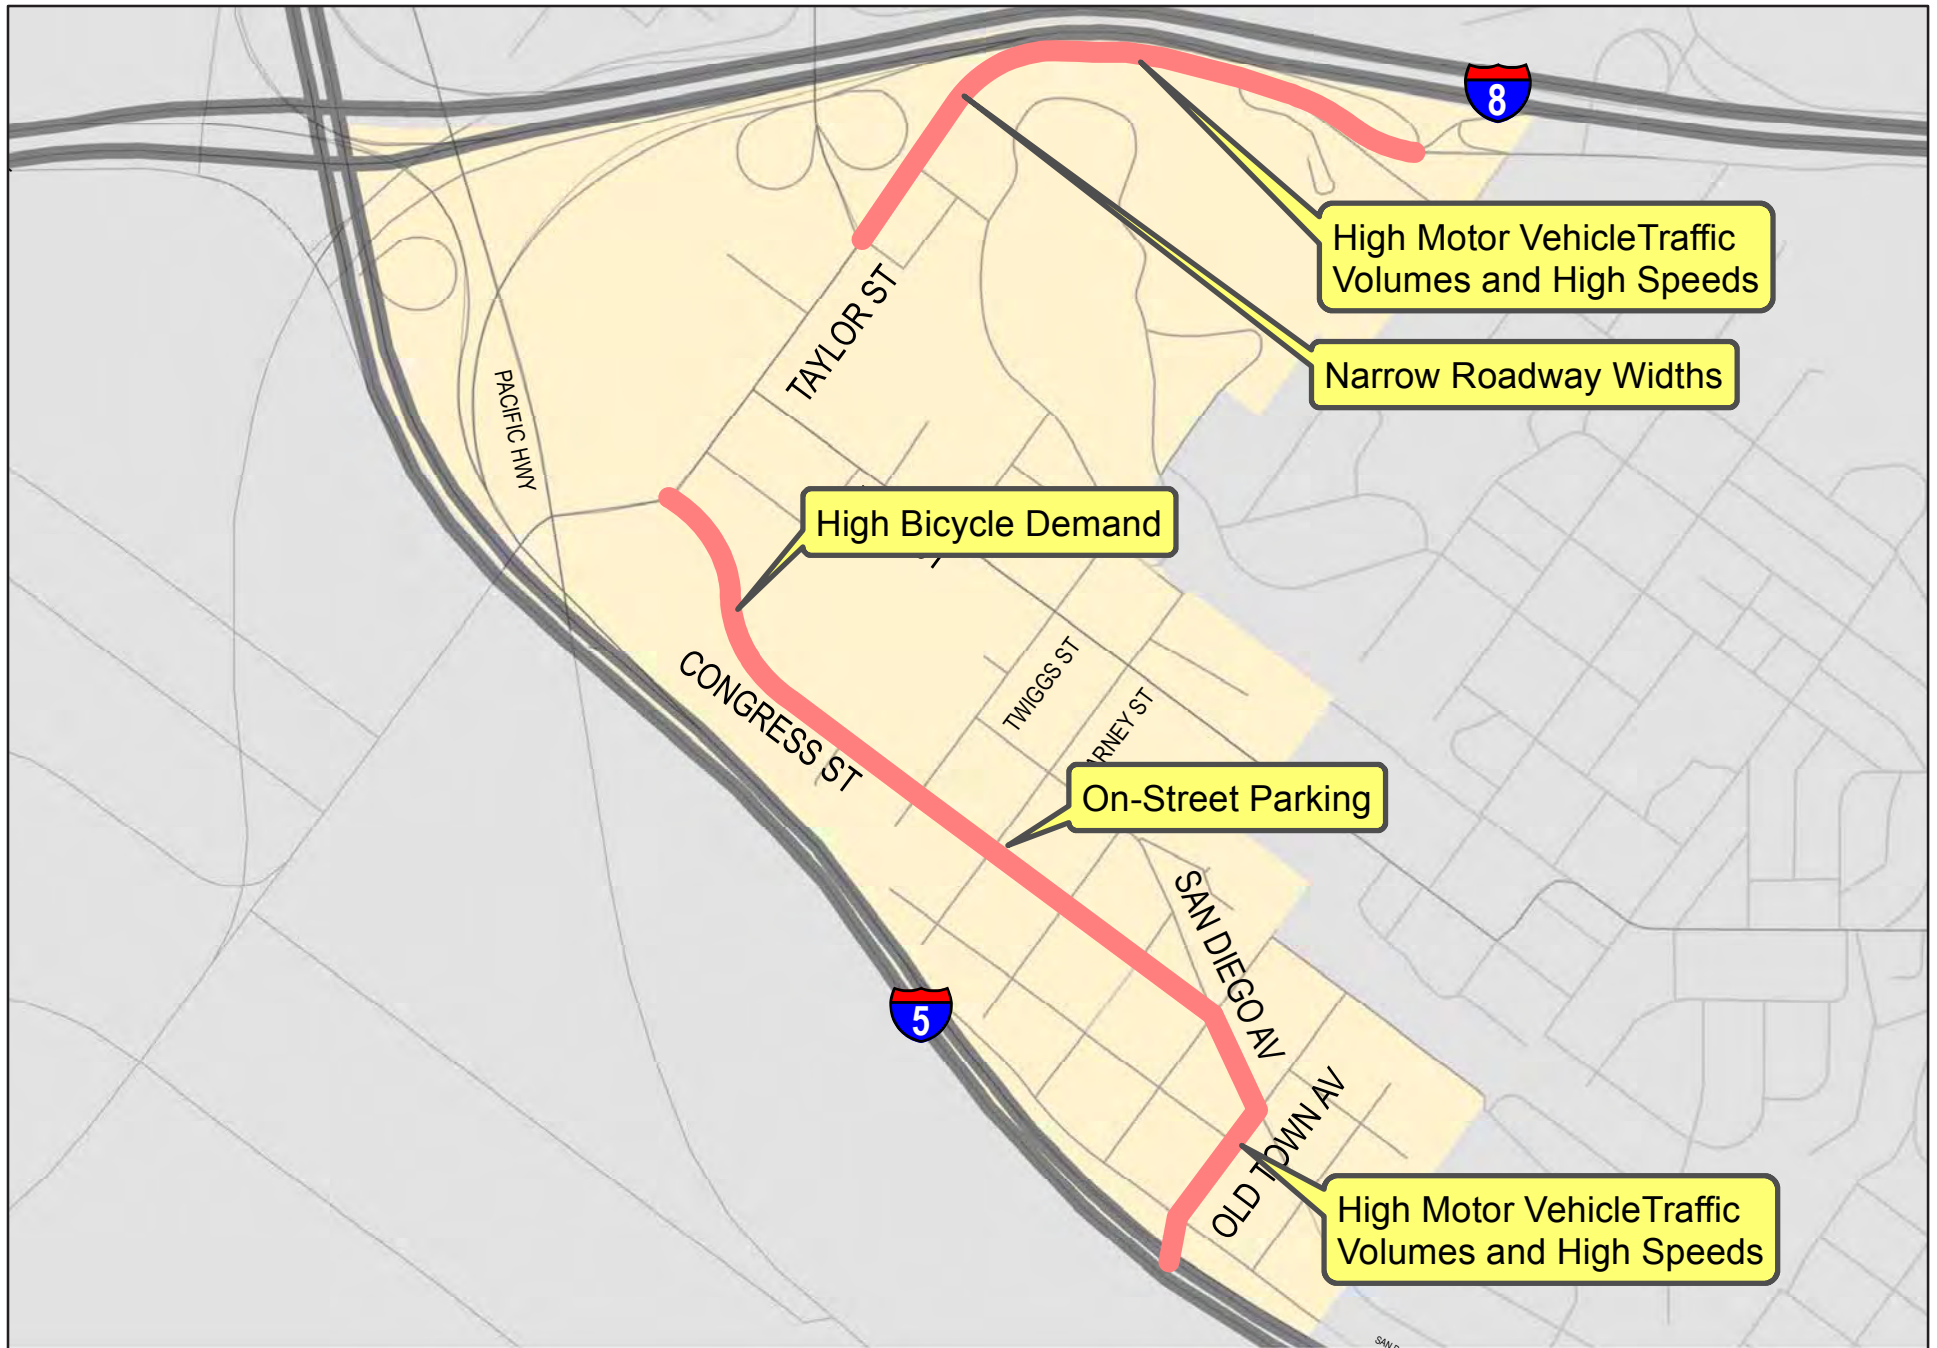 8
High Motor VehicleTraffic
Volumes and High Speeds
TAYLOR ST
Narrow Roadway Widths
PACIFIC HWY
High Bicycle Demand
TWIGGS ST
CONGRESS ST
On-Street Parking
SAN DIEGO AV
5
OLD TOWN AV
High Motor VehicleTraffic
Volumes and High Speeds
SAN